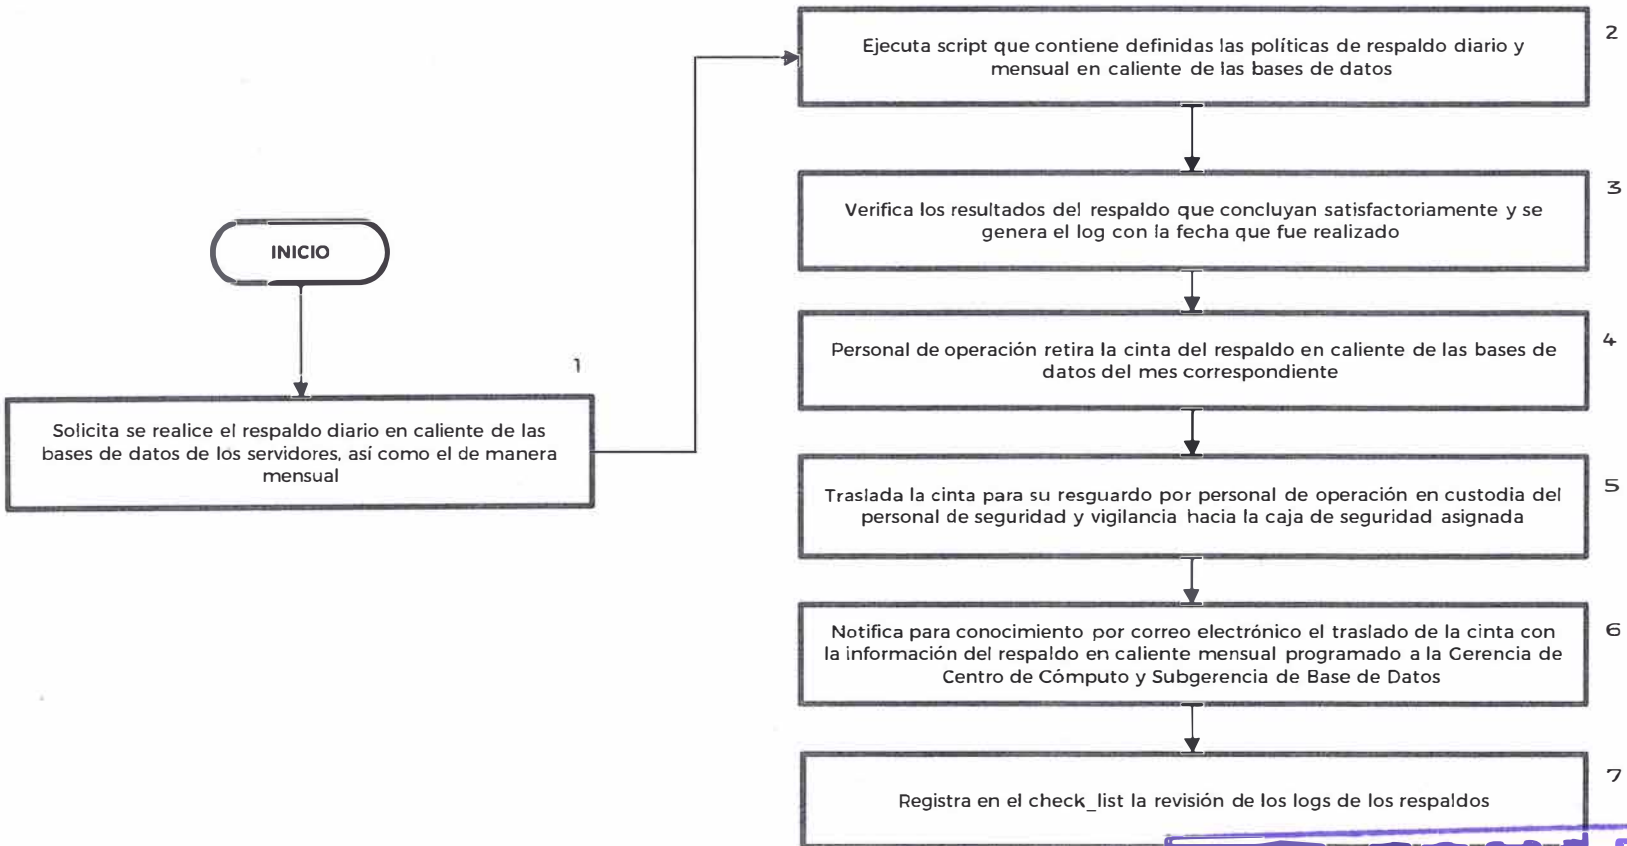 INICIO
1
Solicita se realice el respaldo diario en caliente de las
bases de datos de los servidores, así como el de manera
mensual
2
Ejecuta script que contiene definidas las políticas de respaldo diario y
mensual en caliente de las bases de datos
3
Verifica los resultados del respaldo que concluyan satisfactoriamente y se
genera el log con la fecha que fue realizado
4
Personal de operación retira la cinta del respaldo en caliente de las bases de
datos del mes correspondiente
5
Traslada la cinta para su resguardo por personal de operación en custodia del
personal de seguridad y vigilancia hacia la caja de seguridad asignada
6
Notifica para conocimiento por correo electrónico el traslado de la cinta con
la información del respaldo en caliente mensual programado a la Gerencia de
Centro de Cómputo y Subgerencia de Base de Datos
7
Registra en el check_list la revisión de los logs de los respaldos